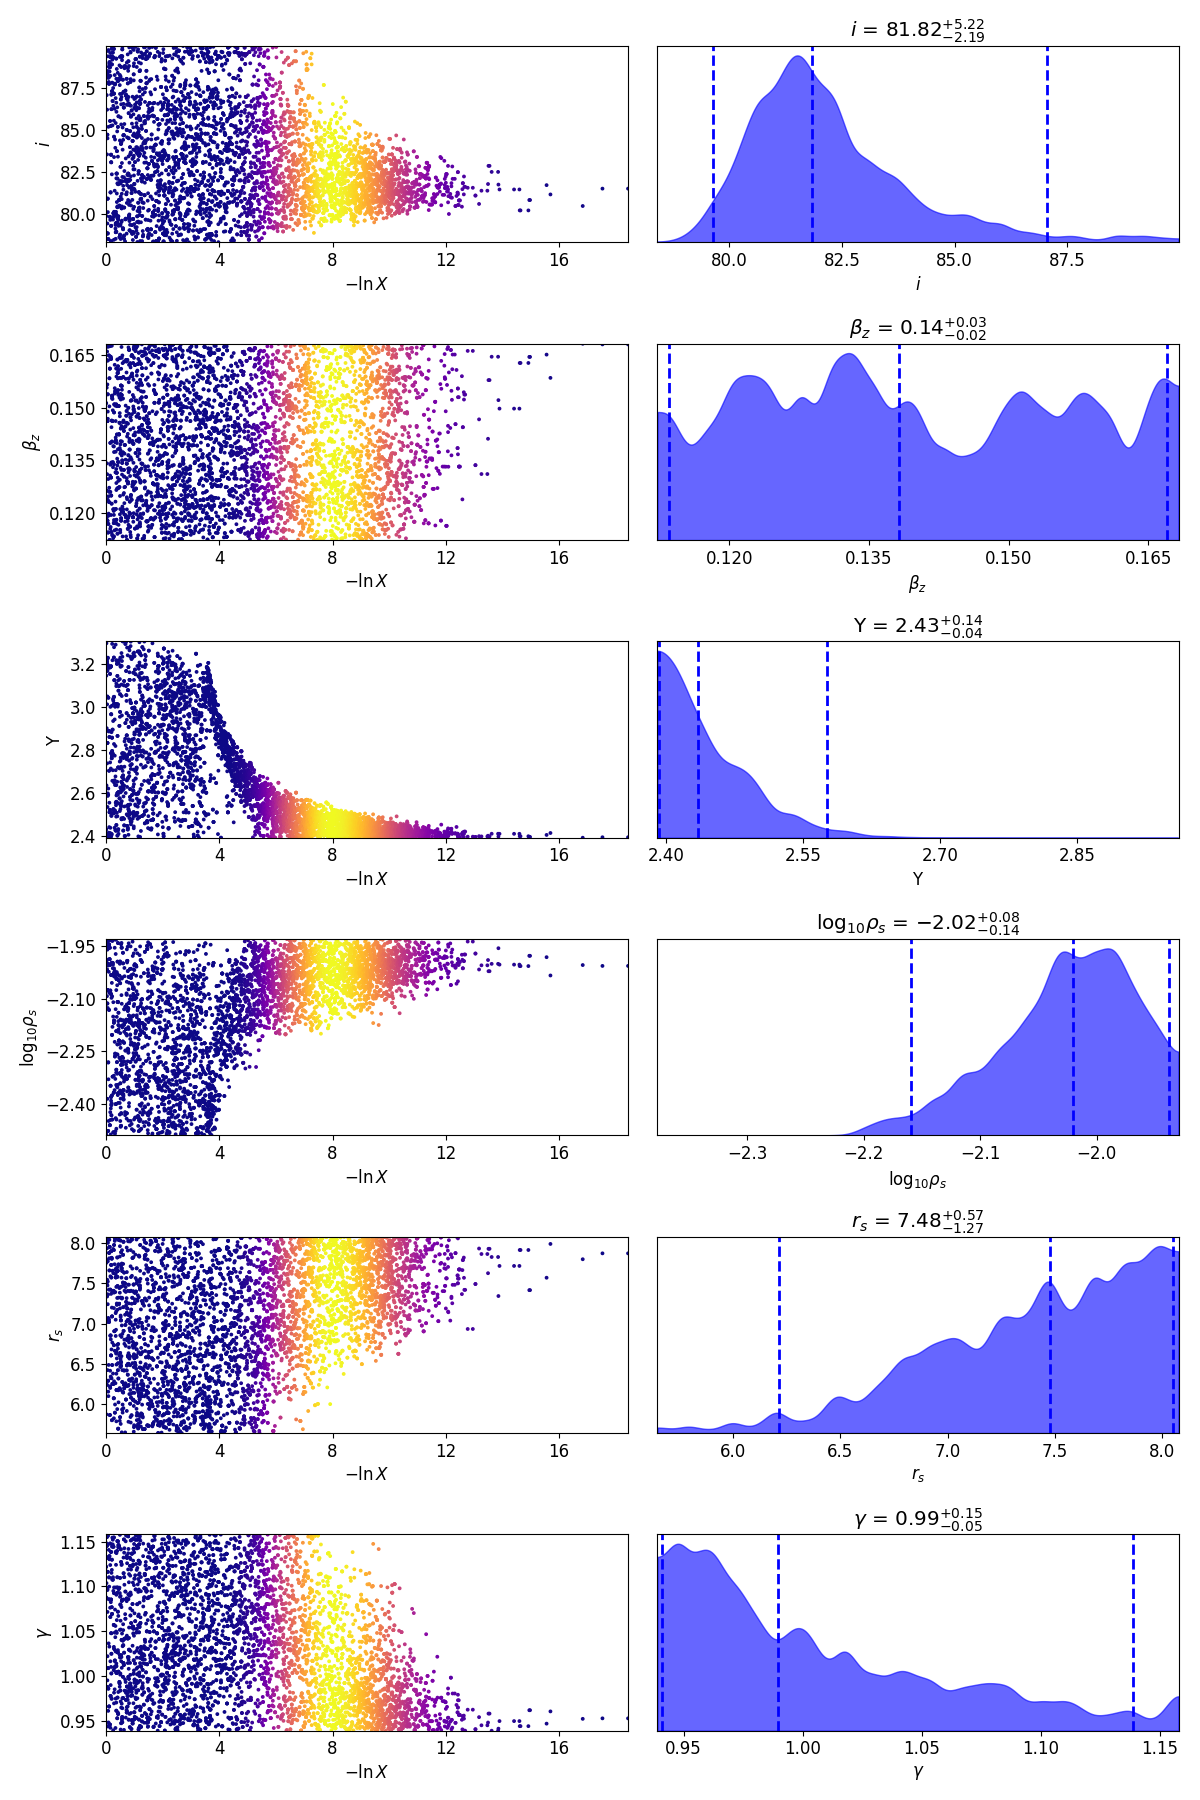 i = 81.82^{+5.22}_{-2.19}
87.5
85.0
82.5
80.0
i
0 4 8 12 16
−ln X
80.0 82.5 85.0 87.5
i
β_z = 0.14^{+0.03}_{-0.02}
0.165
0.150
0.135
0.120
β_z
0 4 8 12 16
−ln X
0.120 0.135 0.150 0.165
β_z
Y = 2.43^{+0.14}_{-0.04}
3.2
3.0
2.8
2.6
2.4
Y
0 4 8 12 16
−ln X
2.40 2.55 2.70 2.85
Y
log₁₀ρ_s = −2.02^{+0.08}_{-0.14}
−1.95
−2.10
−2.25
−2.40
log₁₀ρ_s
0 4 8 12 16
−ln X
−2.3 −2.2 −2.1 −2.0
log₁₀ρ_s
r_s = 7.48^{+0.57}_{-1.27}
8.0
7.5
7.0
6.5
6.0
r_s
0 4 8 12 16
−ln X
6.0 6.5 7.0 7.5 8.0
r_s
γ = 0.99^{+0.15}_{-0.05}
1.15
1.10
1.05
1.00
0.95
γ
0 4 8 12 16
−ln X
0.95 1.00 1.05 1.10 1.15
γ